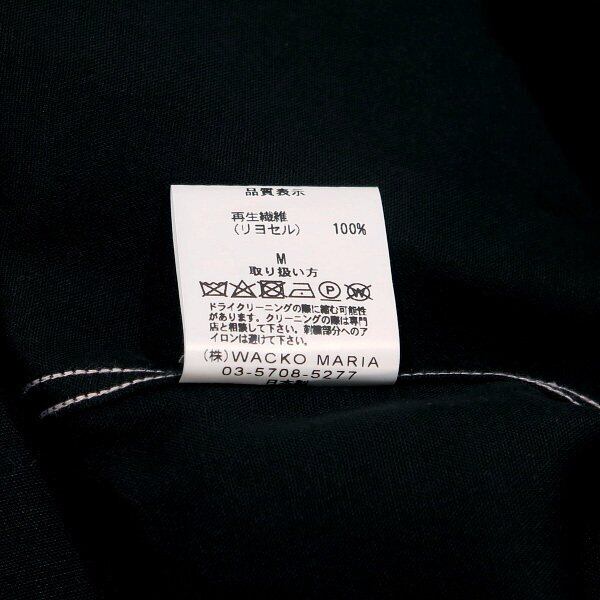 品質表示
再生繊維
(リヨセル) 100%
M
取り扱い方
ドライクリーニングの際に縮む可能性
があります。クリーニングの際は専門
店と相談して下さい。刺繍部分へのア
イロンは避けて下さい。
(株)WACKO MARIA
03-5708-5277
日本製